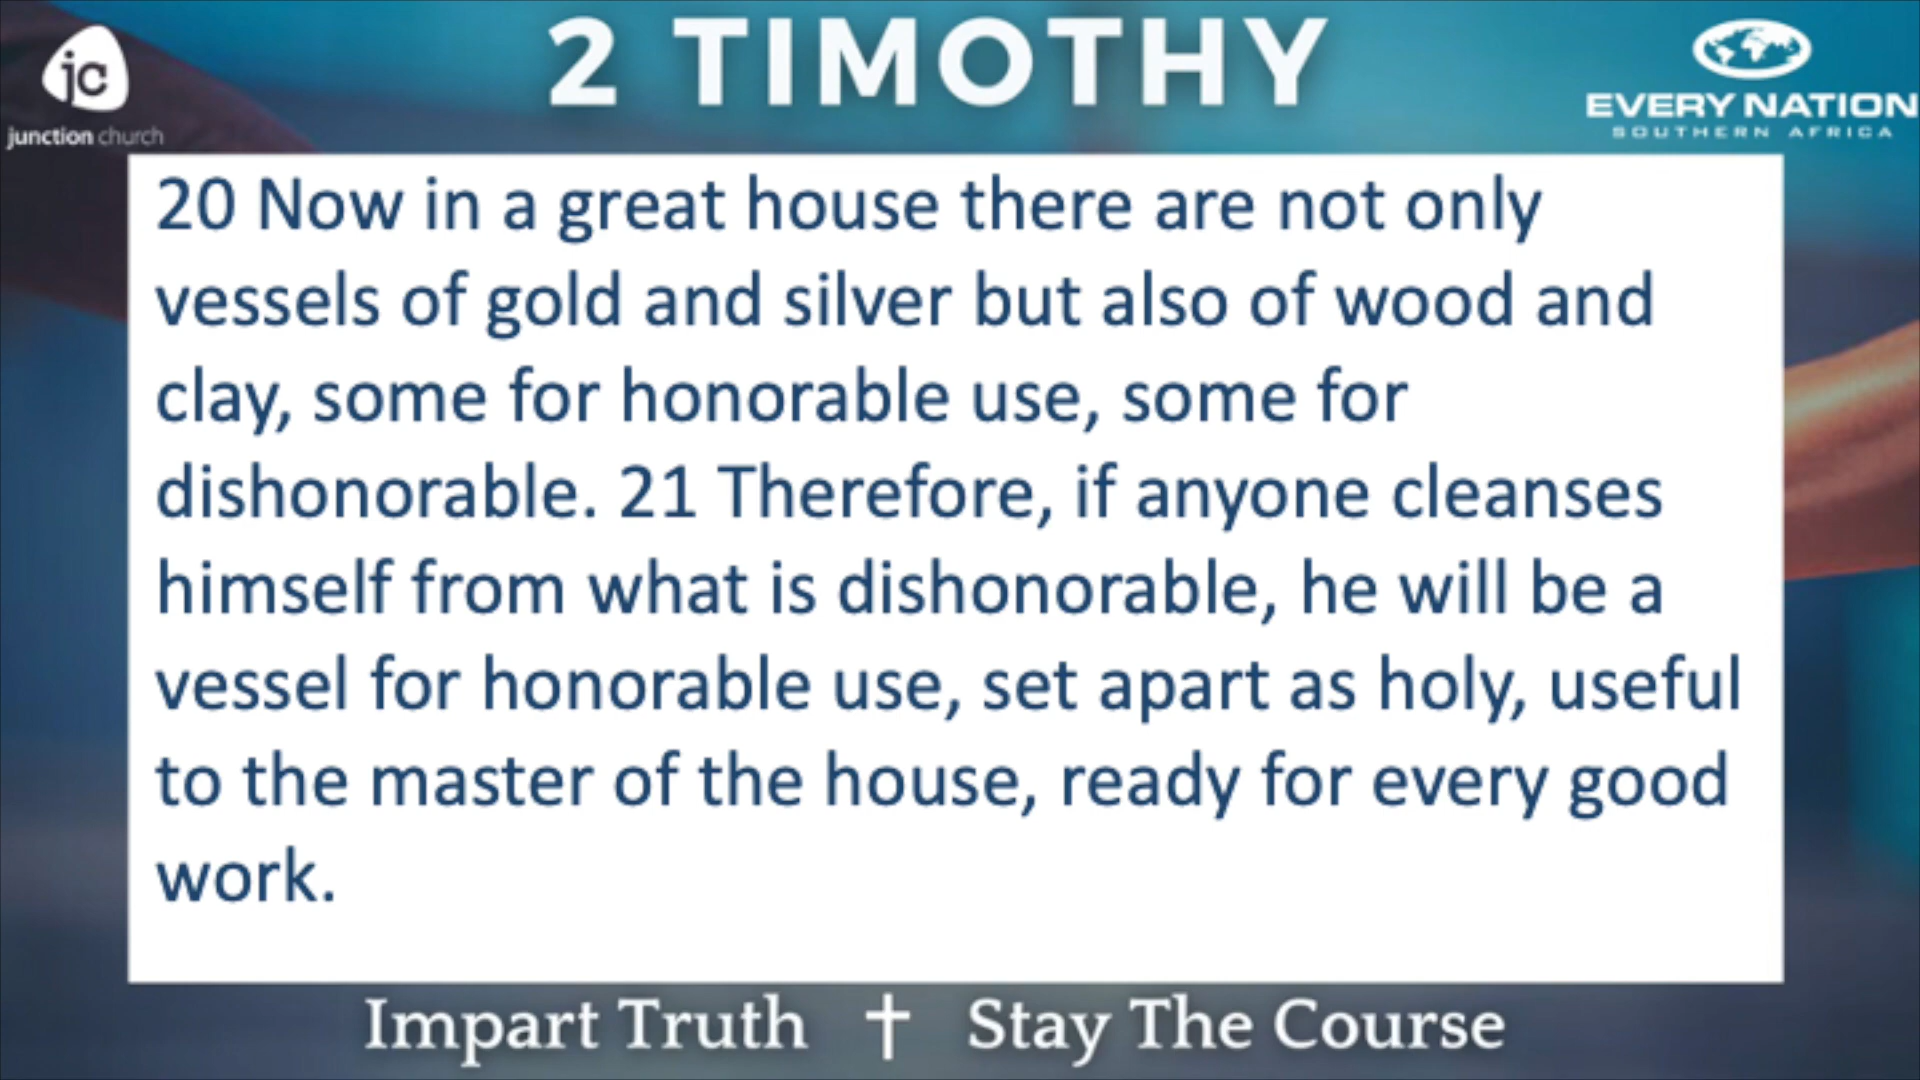 jc
junction church
2 TIMOTHY
EVERY NATION
SOUTHERN AFRICA
20 Now in a great house there are not only
vessels of gold and silver but also of wood and
clay, some for honorable use, some for
dishonorable. 21 Therefore, if anyone cleanses
himself from what is dishonorable, he will be a
vessel for honorable use, set apart as holy, useful
to the master of the house, ready for every good
work.
Impart Truth † Stay The Course